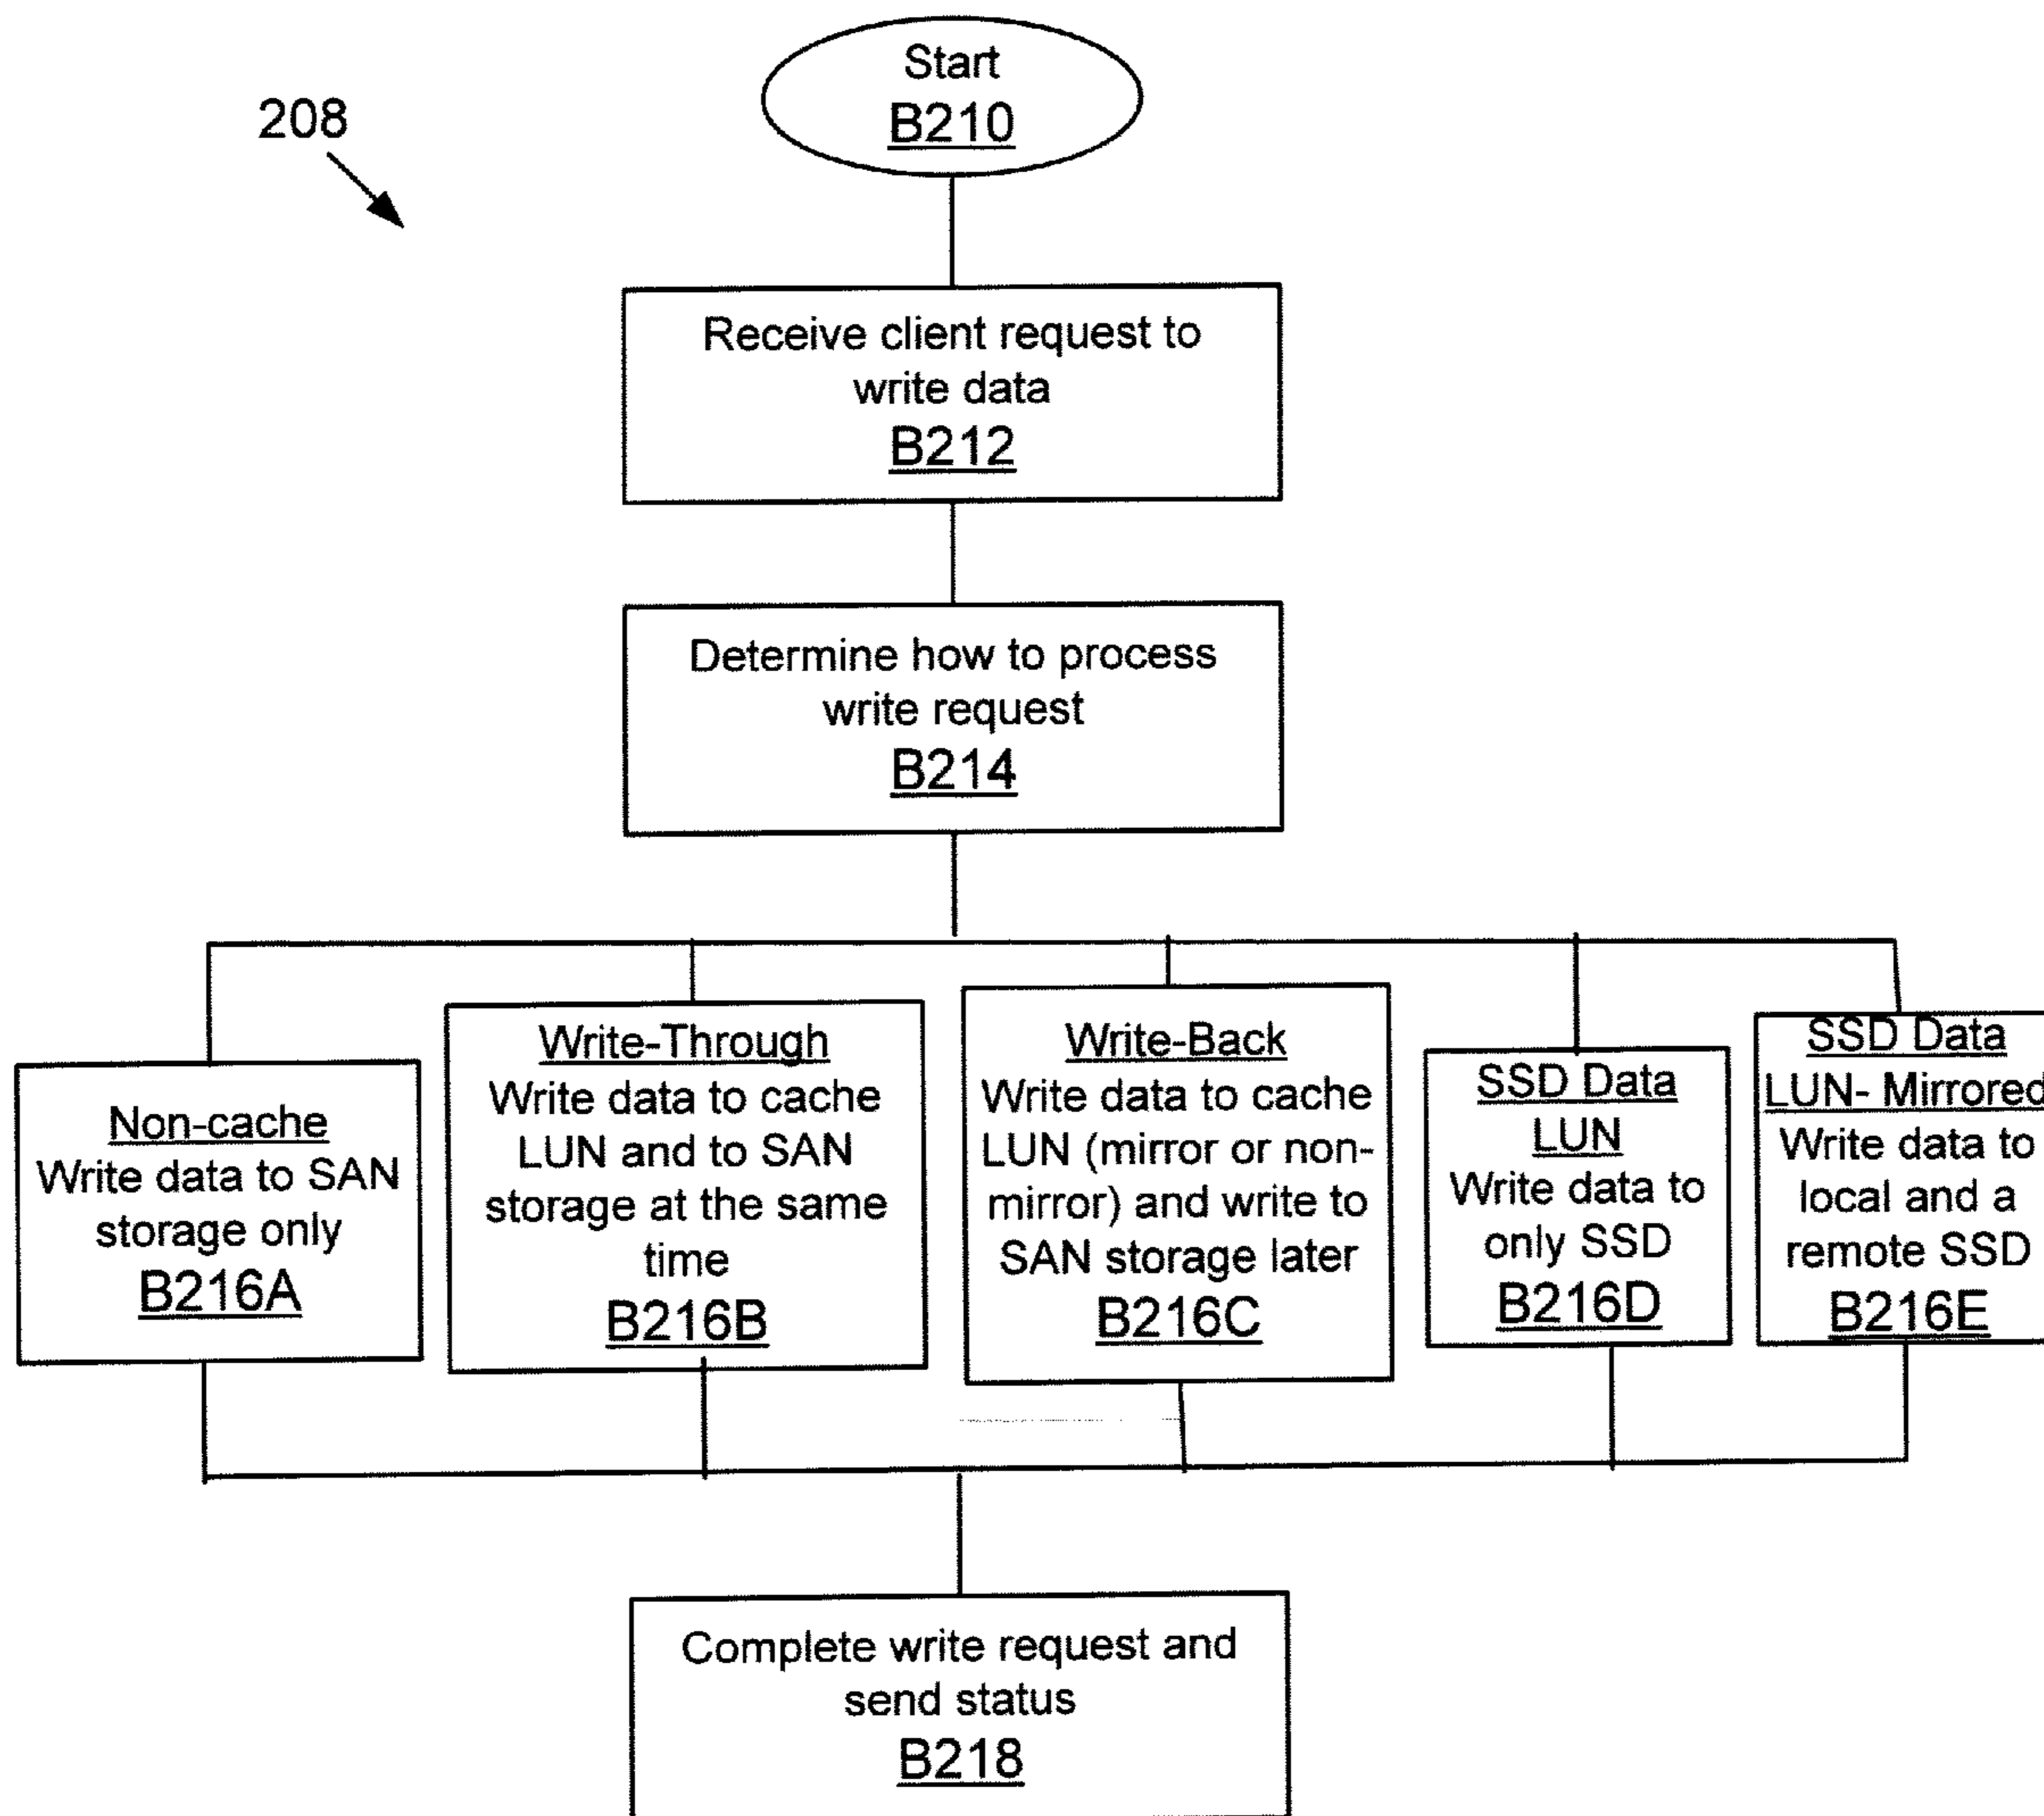 Start
B210
208
Receive client request to
write data
B212
Determine how to process
write request
B214
Non-cache
Write data to SAN
storage only
B216A
Write-Through
Write data to cache
LUN and to SAN
storage at the same
time
B216B
Write-Back
Write data to cache
LUN (mirror or non-
mirror) and write to
SAN storage later
B216C
SSD Data
LUN
Write data to
only SSD
B216D
SSD Data
LUN- Mirrored
Write data to
local and a
remote SSD
B216E
Complete write request and
send status
B218